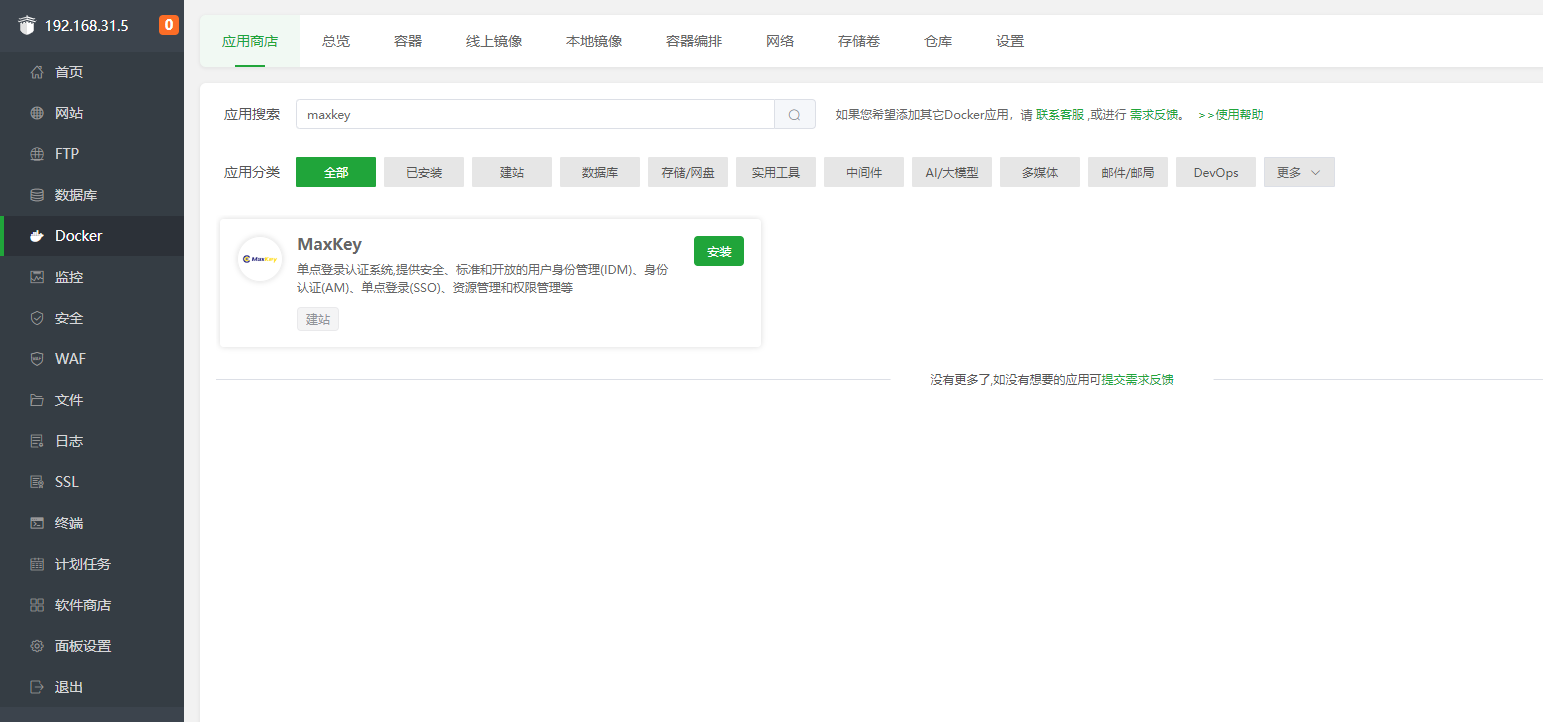 192.168.31.5
0
首页
网站
FTP
数据库
Docker
监控
安全
WAF
文件
日志
SSL
终端
计划任务
软件商店
面板设置
退出
应用商店 总览 容器 线上镜像 本地镜像 容器编排 网络 存储卷 仓库 设置
应用搜索 maxkey 如果您希望添加其它Docker应用，请 联系客服 ,或进行 需求反馈。 >>使用帮助
应用分类 全部 已安装 建站 数据库 存储/网盘 实用工具 中间件 AI/大模型 多媒体 邮件/邮局 DevOps 更多
MaxKey
MaxKey
安装
单点登录认证系统,提供安全、标准和开放的用户身份管理(IDM)、身份
认证(AM)、单点登录(SSO)、资源管理和权限管理等
建站
没有更多了,如没有想要的应用可提交需求反馈